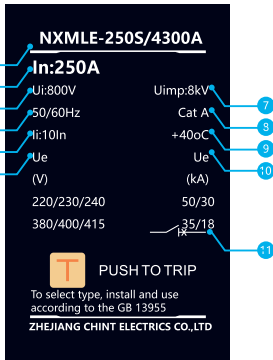 NXMLE-250S/4300A
In:250A
Ui:800V Uimp:8kV
50/60Hz Cat A
Ii:10In +40oC
Ue Ue
(V) (kA)
220/230/240 50/30
380/400/415 35/18
T PUSH TO TRIP
To select type, install and use
according to the GB 13955
ZHEJIANG CHINT ELECTRICS CO.,LTD
7
8
9
10
11